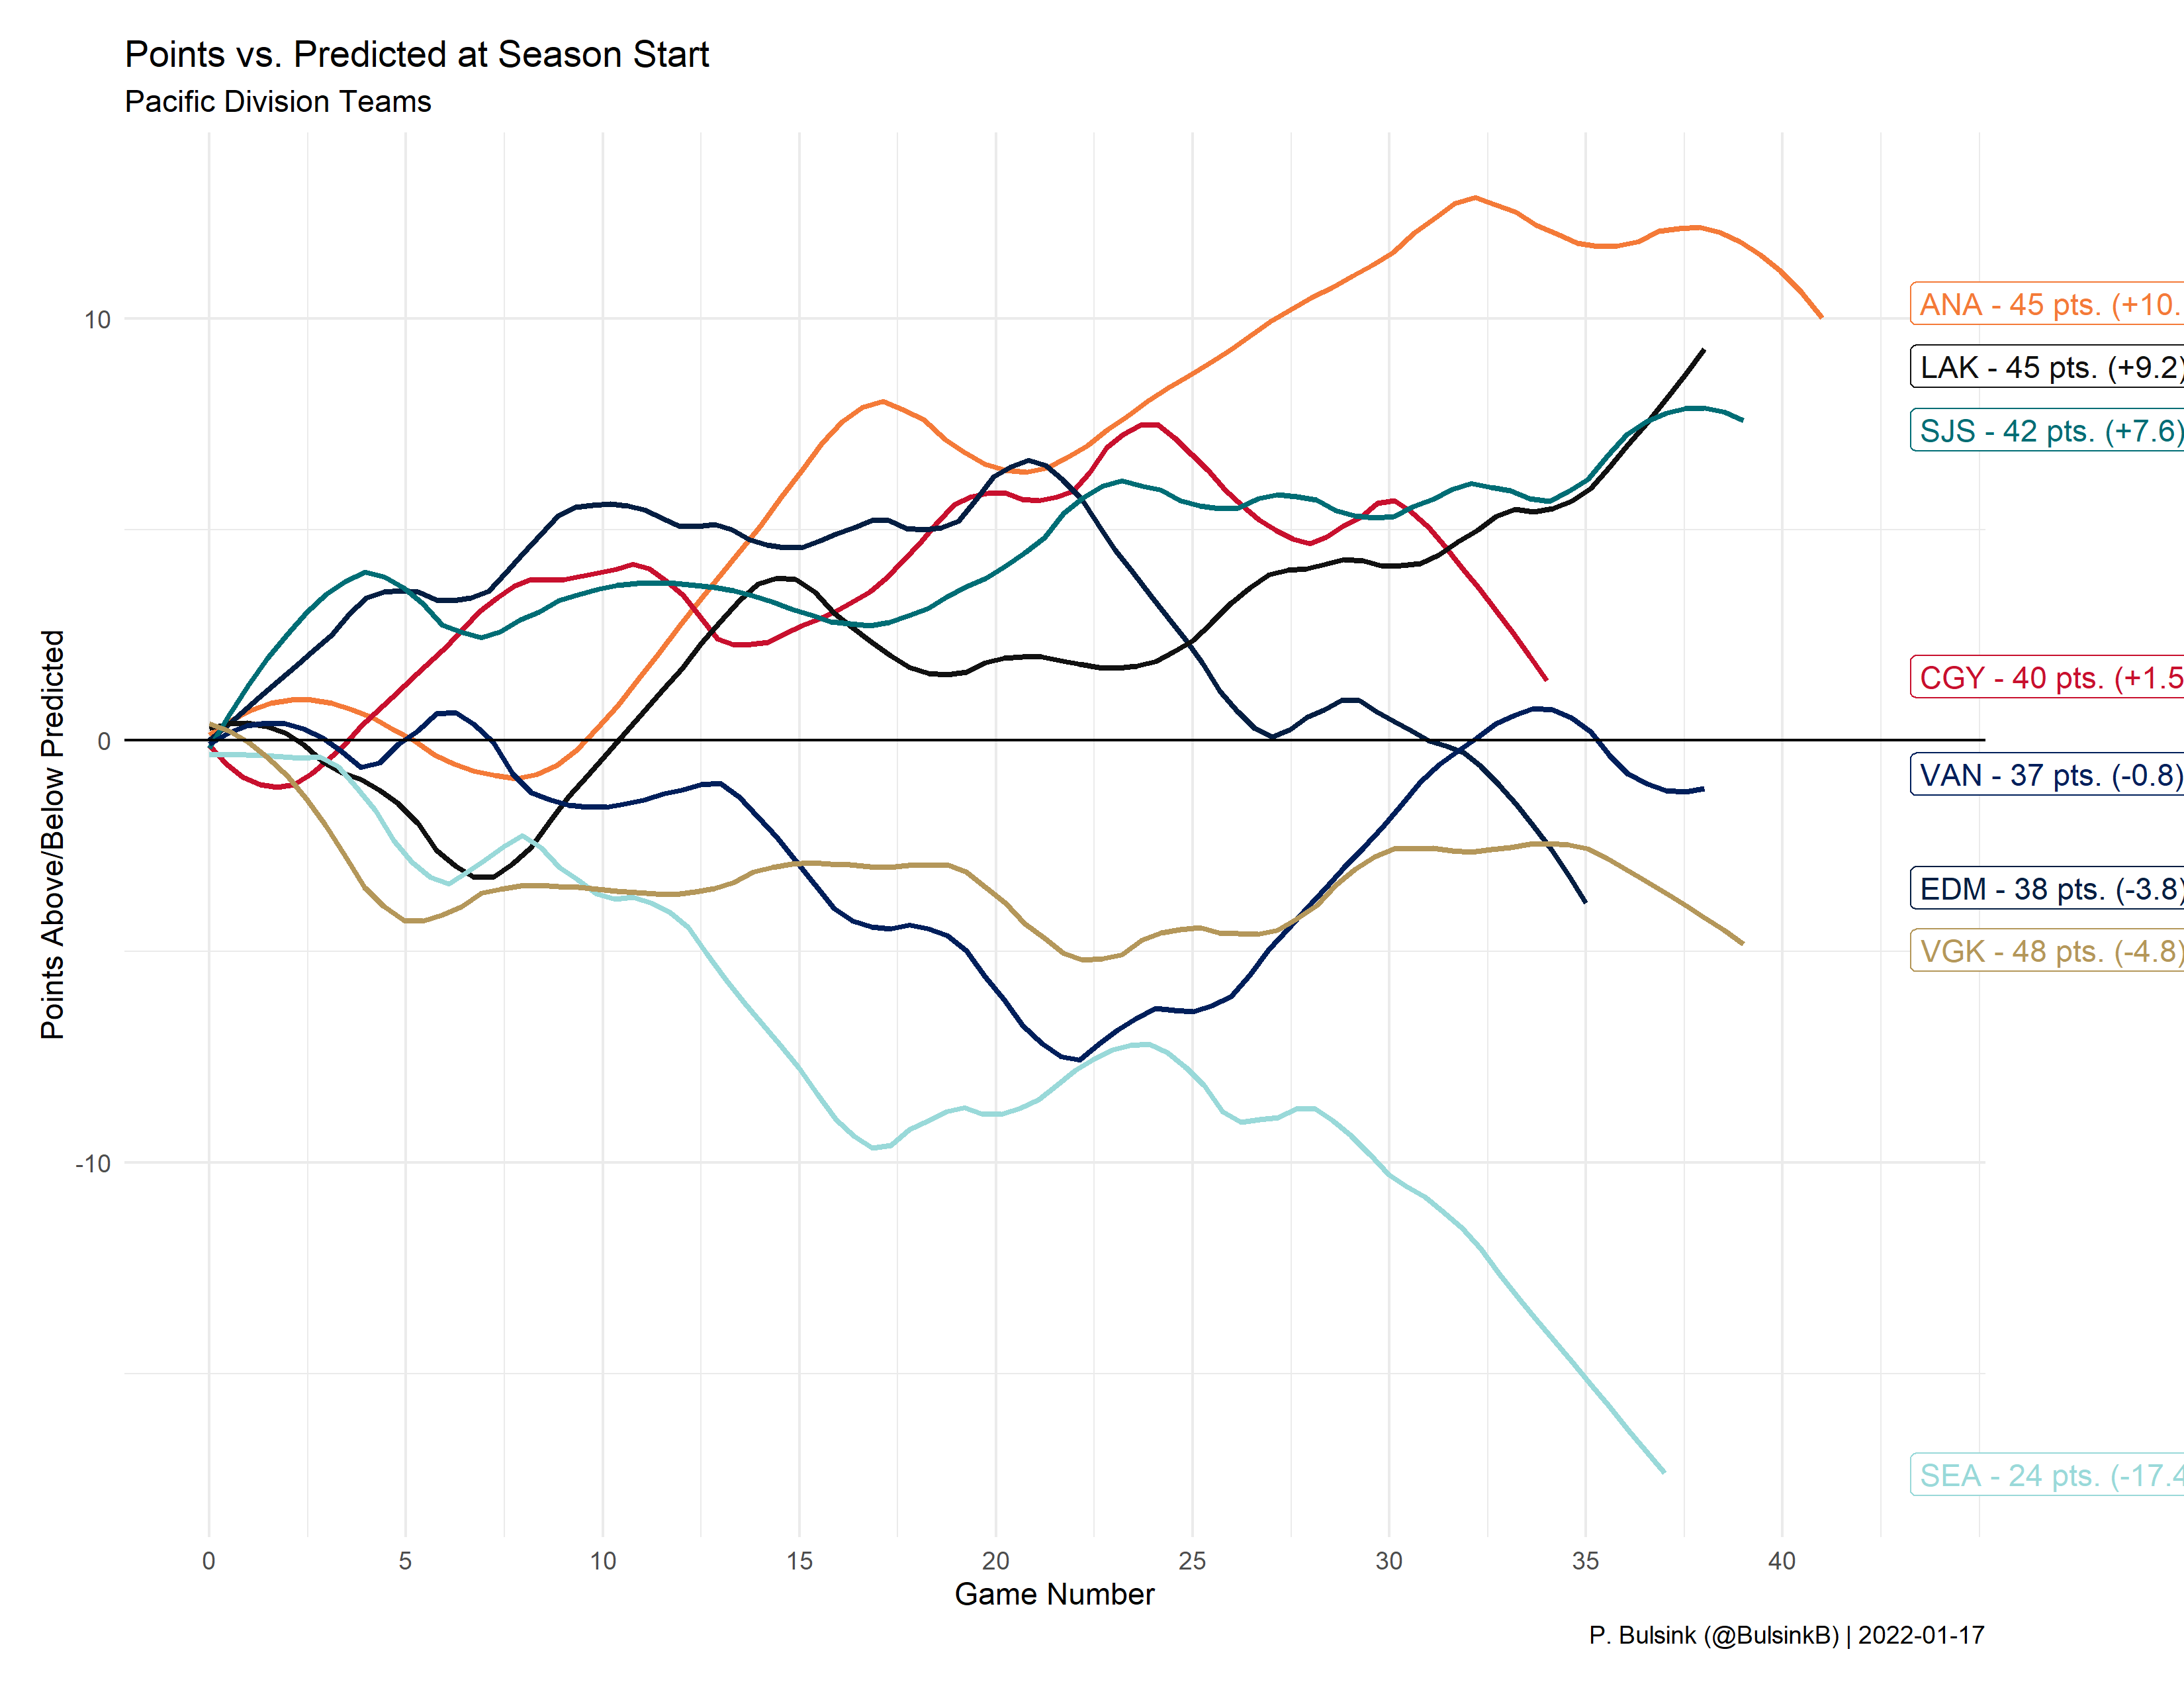 Points vs. Predicted at Season Start
Pacific Division Teams
Points Above/Below Predicted
10
0
-10
ANA - 45 pts. (+10.
LAK - 45 pts. (+9.2)
SJS - 42 pts. (+7.6)
CGY - 40 pts. (+1.5
VAN - 37 pts. (-0.8)
EDM - 38 pts. (-3.8)
VGK - 48 pts. (-4.8)
SEA - 24 pts. (-17.4
0 5 10 15 20 25 30 35 40
Game Number
P. Bulsink (@BulsinkB) | 2022-01-17